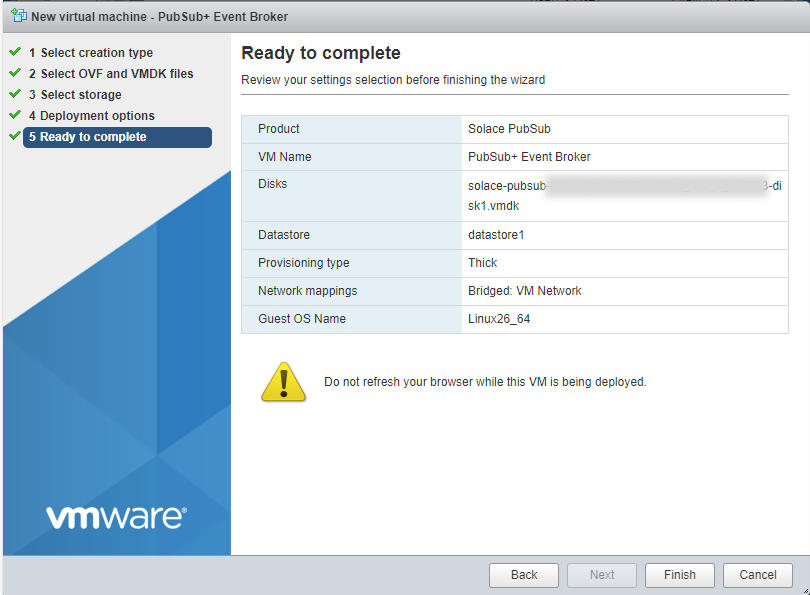 New virtual machine - PubSub+ Event Broker
1 Select creation type
2 Select OVF and VMDK files
3 Select storage
4 Deployment options
5 Ready to complete
vmware®
Ready to complete
Review your settings selection before finishing the wizard
Product Solace PubSub
VM Name PubSub+ Event Broker
Disks solace-pubsub- 3-di
sk1.vmdk
Datastore datastore1
Provisioning type Thick
Network mappings Bridged: VM Network
Guest OS Name Linux26_64
Do not refresh your browser while this VM is being deployed.
Back Next Finish Cancel